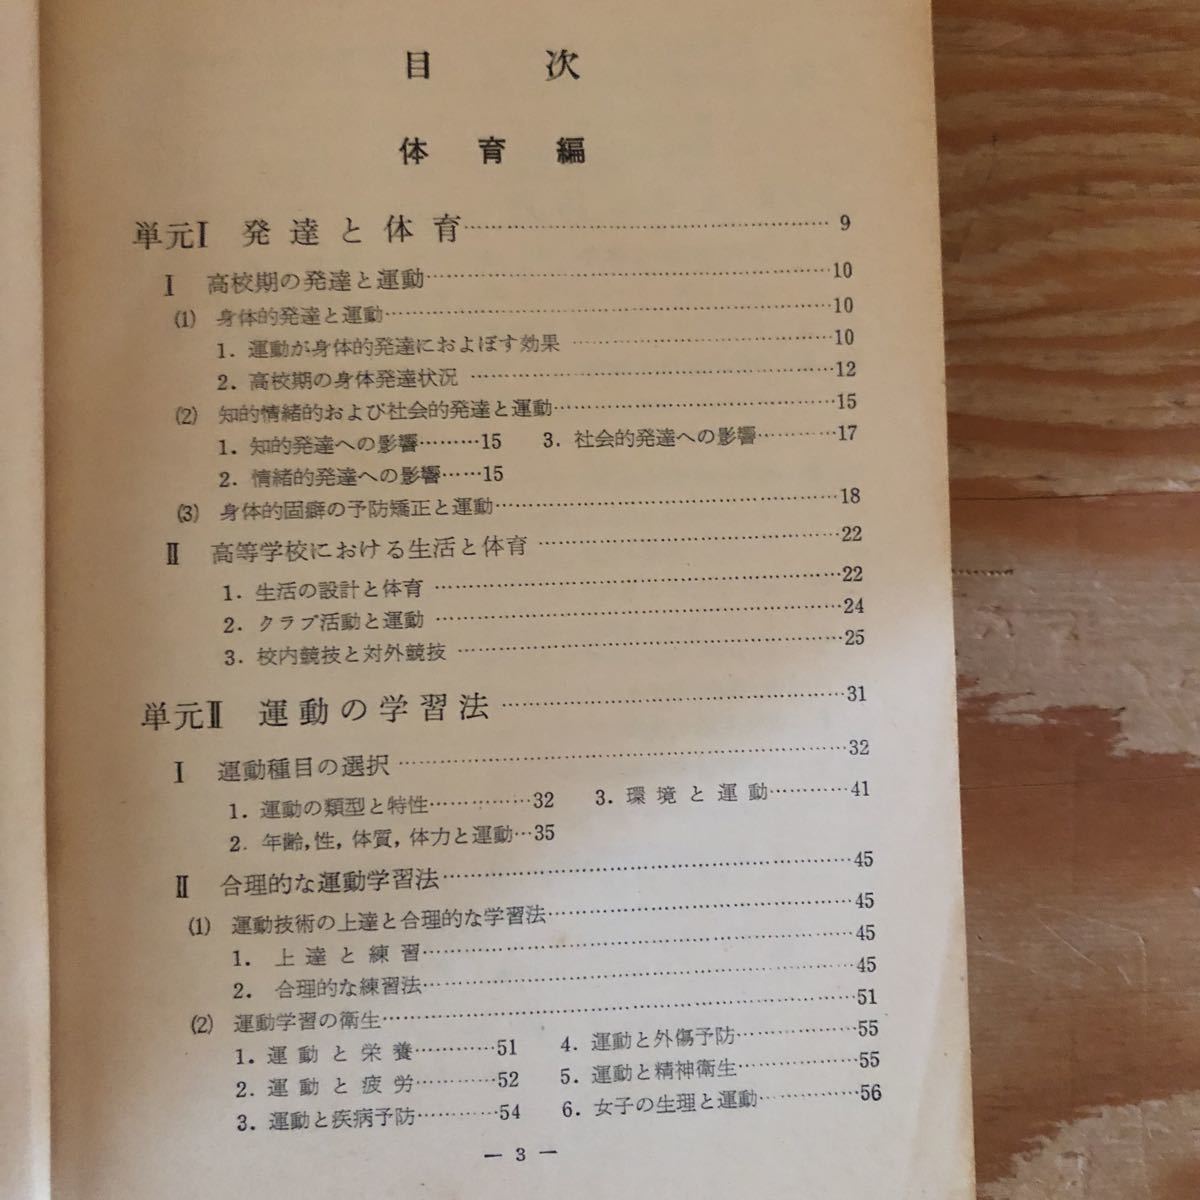 目次
体育編
単元Ⅰ 発達と体育……9
Ⅰ 高校期の発達と運動……10
(1) 身体的発達と運動……10
1. 運動が身体的発達におよぼす効果……10
2. 高校期の身体発達状況……12
(2) 知的情緒的および社会的発達と運動……15
1. 知的発達への影響………15 3. 社会的発達への影響…………17
2. 情緒的発達への影響……15
(3) 身体的固癖の予防矯正と運動……18
Ⅱ 高等学校における生活と体育……22
1. 生活の設計と体育……22
2. クラブ活動と運動……24
3. 校内競技と対外競技……25
単元Ⅱ 運動の学習法……31
Ⅰ 運動種目の選択……32
1. 運動の類型と特性……………32 3. 環境と運動…………41
2. 年齢,性,体質,体力と運動…35
Ⅱ 合理的な運動学習法……45
(1) 運動技術の上達と合理的な学習法……45
1. 上達と練習……45
2. 合理的な練習法……45
(2) 運動学習の衛生……51
1. 運動と栄養…………51 4. 運動と外傷予防……………55
2. 運動と疲労…………52 5. 運動と精神衛生……………55
3. 運動と疾病予防…………54 6. 女子の生理と運動…………56
— 3 —